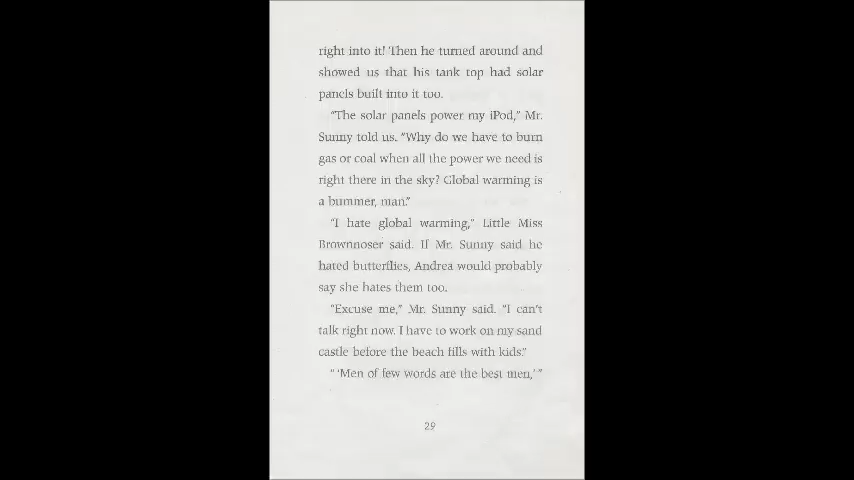 right into it! Then he turned around and
showed us that his tank top had solar
panels built into it too.
"The solar panels power my iPod," Mr.
Sunny told us. "Why do we have to burn
gas or coal when all the power we need is
right there in the sky? Global warming is
a bummer, man."
"I hate global warming," Little Miss
Brownnoser said. If Mr. Sunny said he
hated butterflies, Andrea would probably
say she hates them too.
"Excuse me," Mr. Sunny said. "I can't
talk right now. I have to work on my sand
castle before the beach fills with kids."
" 'Men of few words are the best men,' "
29